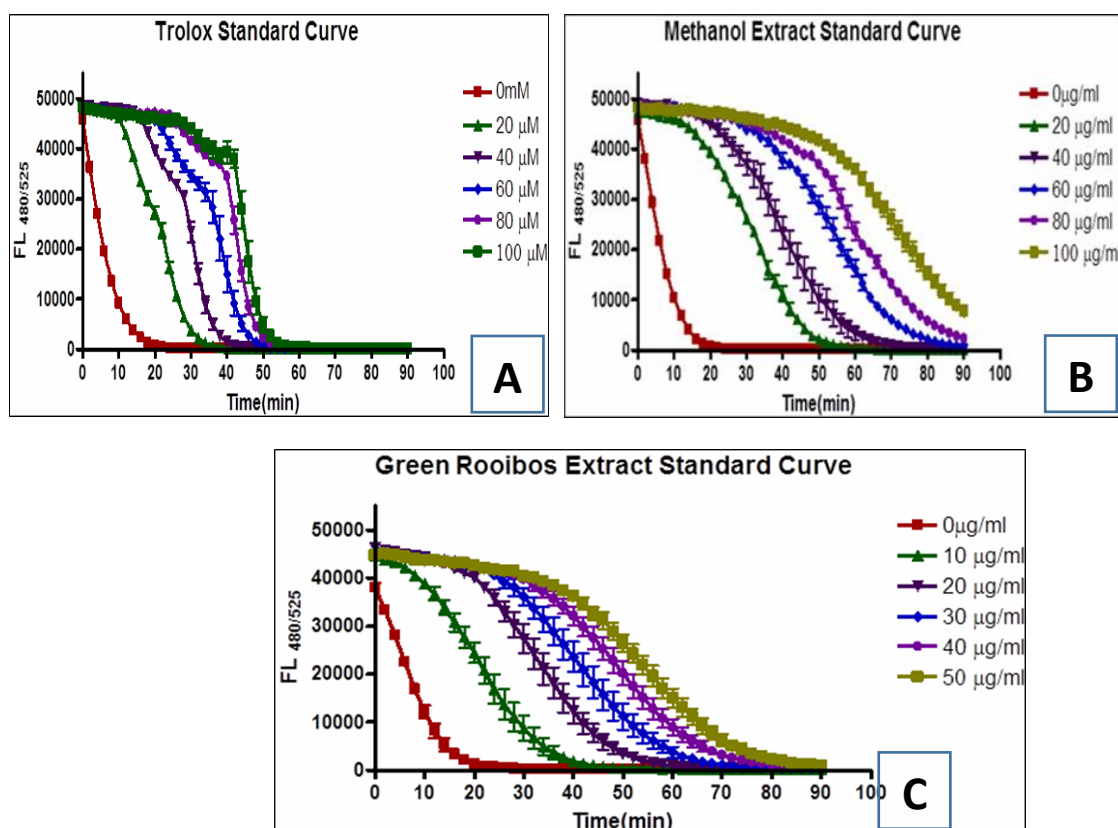 Trolox Standard Curve
FL 480/525
50000
40000
30000
20000
10000
0
0 10 20 30 40 50 60 70 80 90 100
Time(min)
0mM
20 μM
40 μM
60 μM
80 μM
100 μM
A
Methanol Extract Standard Curve
FL 480/525
50000
40000
30000
20000
10000
0
0 10 20 30 40 50 60 70 80 90 100
Time(min)
0μg/ml
20 μg/ml
40 μg/ml
60 μg/ml
80 μg/ml
100 μg/m
B
Green Rooibos Extract Standard Curve
FL 480/525
50000
40000
30000
20000
10000
0
0 10 20 30 40 50 60 70 80 90 100
Time(min)
0μg/ml
10 μg/ml
20 μg/ml
30 μg/ml
40 μg/ml
50 μg/ml
C